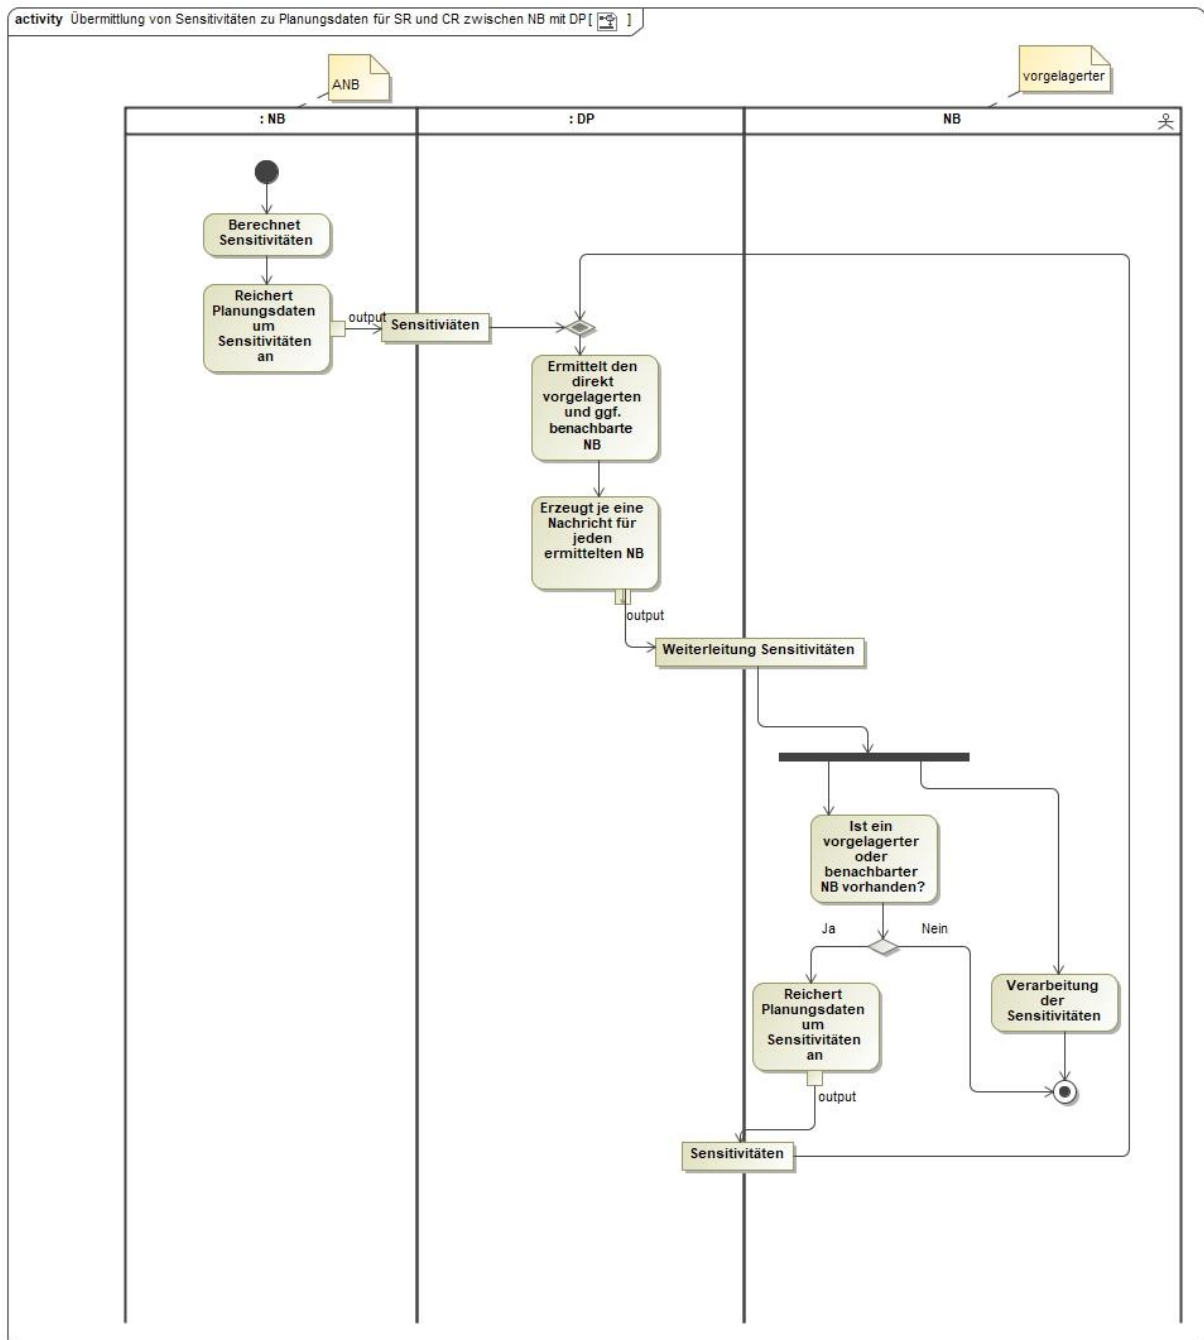 activity Übermittlung von Sensitivitäten zu Planungsdaten für SR und CR zwischen NB mit DP[ ]
ANB
vorgelagerter
: NB
: DP
NB
Berechnet
Sensitivitäten
Reichert
Planungsdaten
um
Sensitivitäten
an
output
Sensitiviäten
Ermittelt den
direkt
vorgelagerten
und ggf.
benachbarte
NB
Erzeugt je eine
Nachricht für
jeden
ermittelten NB
output
Weiterleitung Sensitivitäten
Ist ein
vorgelagerter
oder
benachbarter
NB vorhanden?
Ja
Nein
Reichert
Planungsdaten
um
Sensitivitäten
an
Verarbeitung
der
Sensitivitäten
output
Sensitivitäten